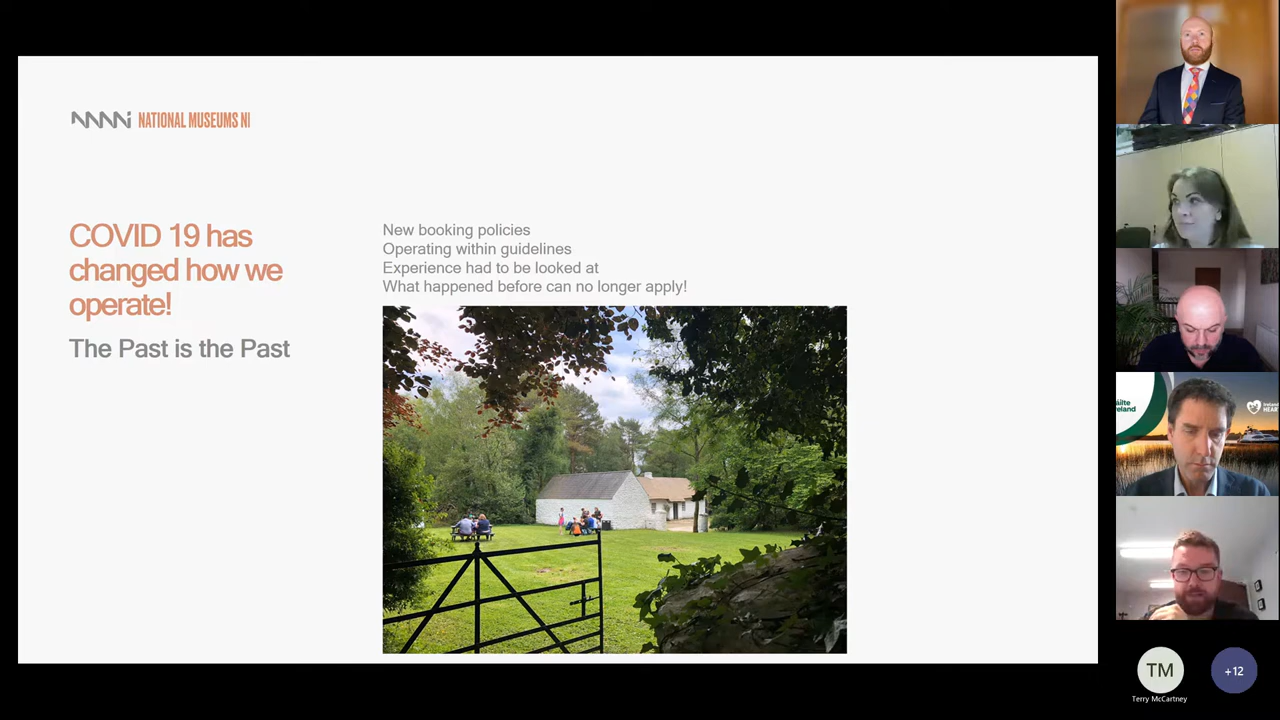 NMNI NATIONAL MUSEUMS NI
COVID 19 has
changed how we
operate!
The Past is the Past
New booking policies
Operating within guidelines
Experience had to be looked at
What happened before can no longer apply!
TM
+12
Terry McCartney